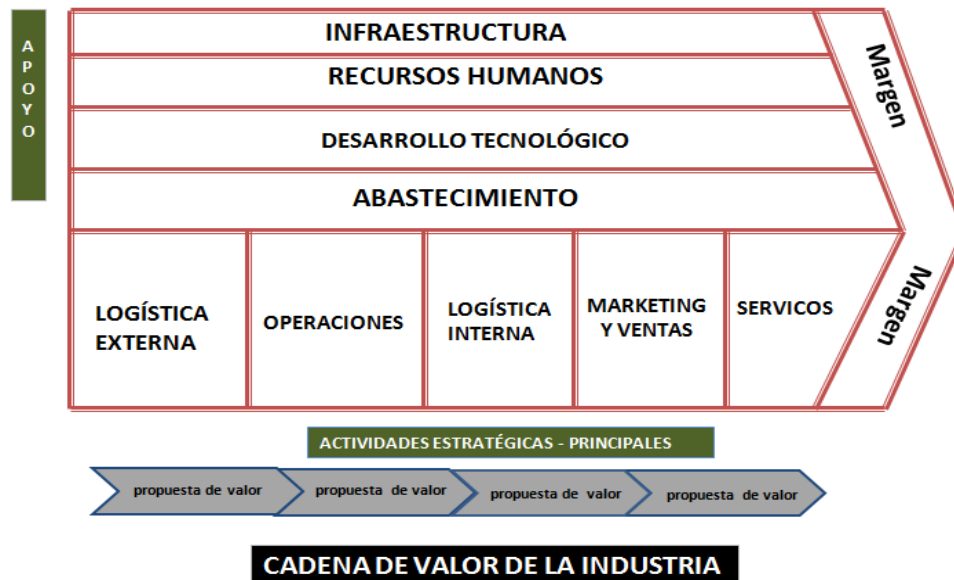 APOYO
INFRAESTRUCTURA
RECURSOS HUMANOS
DESARROLLO TECNOLÓGICO
ABASTECIMIENTO
Margen
LOGÍSTICA
EXTERNA
OPERACIONES
LOGÍSTICA
INTERNA
MARKETING
Y VENTAS
SERVICOS
Margen
ACTIVIDADES ESTRATÉGICAS - PRINCIPALES
propuesta de valor
propuesta de valor
propuesta de valor
propuesta de valor
CADENA DE VALOR DE LA INDUSTRIA